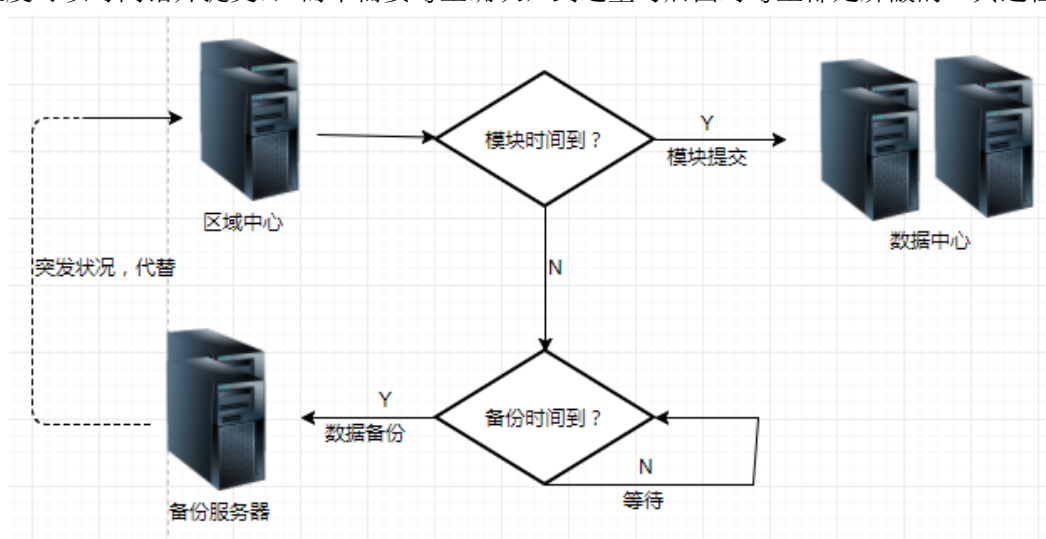 模块时间到？
Y
模块提交
区域中心
数据中心
突发状况，代替
N
备份时间到？
Y
数据备份
N
等待
备份服务器